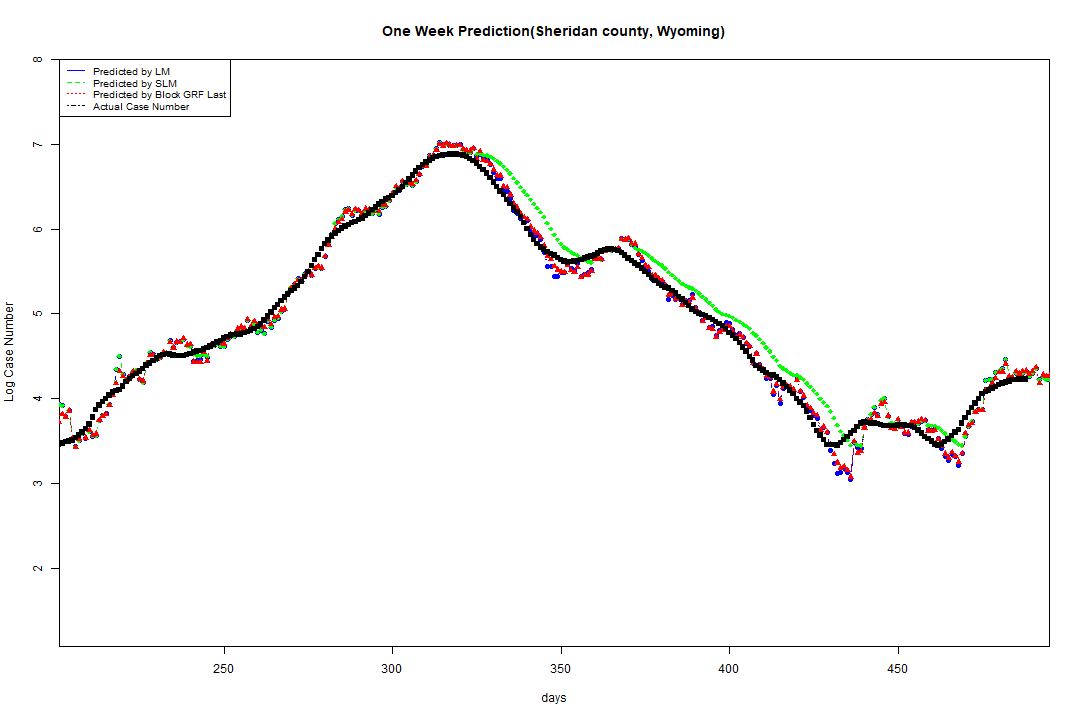 One Week Prediction(Sheridan county, Wyoming)
Predicted by LM
Predicted by SLM
Predicted by Block GRF Last
Actual Case Number
8
7
6
5
4
3
2
Log Case Number
250 300 350 400 450
days